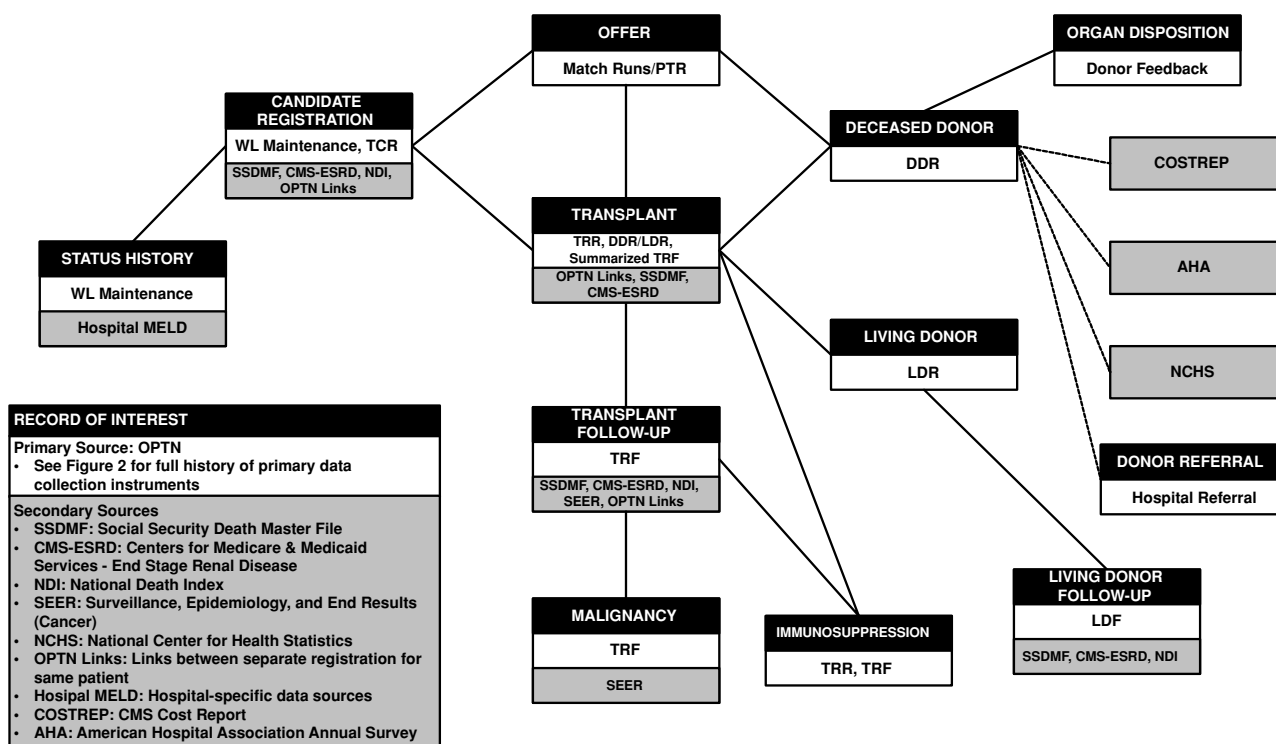 OFFER
Match Runs/PTR
ORGAN DISPOSITION
Donor Feedback
CANDIDATE
REGISTRATION
WL Maintenance, TCR
SSDMF, CMS-ESRD, NDI,
OPTN Links
DECEASED DONOR
DDR
COSTREP
AHA
NCHS
TRANSPLANT
TRR, DDR/LDR,
Summarized TRF
OPTN Links, SSDMF,
CMS-ESRD
STATUS HISTORY
WL Maintenance
Hospital MELD
LIVING DONOR
LDR
TRANSPLANT
FOLLOW-UP
TRF
SSDMF, CMS-ESRD, NDI,
SEER, OPTN Links
DONOR REFERRAL
Hospital Referral
LIVING DONOR
FOLLOW-UP
LDF
SSDMF, CMS-ESRD, NDI
MALIGNANCY
TRF
SEER
IMMUNOSUPPRESSION
TRR, TRF
RECORD OF INTEREST
Primary Source: OPTN
• See Figure 2 for full history of primary data
collection instruments
Secondary Sources
• SSDMF: Social Security Death Master File
• CMS-ESRD: Centers for Medicare & Medicaid
Services - End Stage Renal Disease
• NDI: National Death Index
• SEER: Surveillance, Epidemiology, and End Results
(Cancer)
• NCHS: National Center for Health Statistics
• OPTN Links: Links between separate registration for
same patient
• Hosipal MELD: Hospital-specific data sources
• COSTREP: CMS Cost Report
• AHA: American Hospital Association Annual Survey